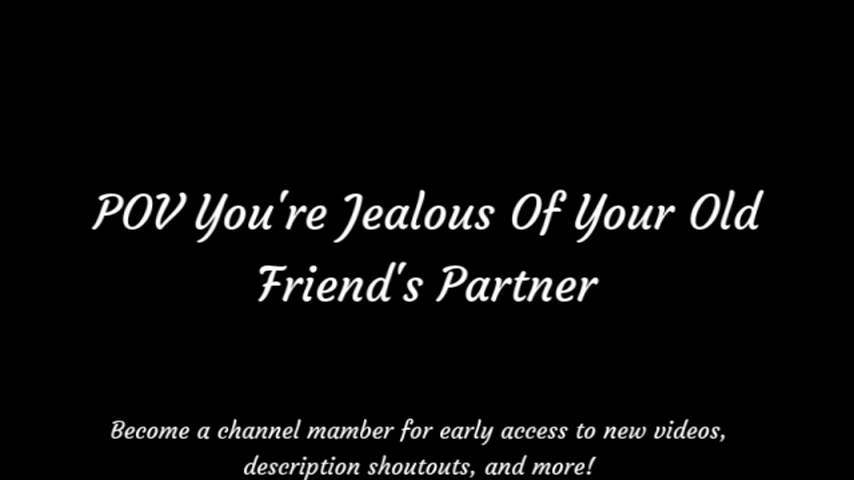 POV You're Jealous Of Your Old
Friend's Partner
Become a channel mamber for early access to new videos,
description shoutouts, and more!